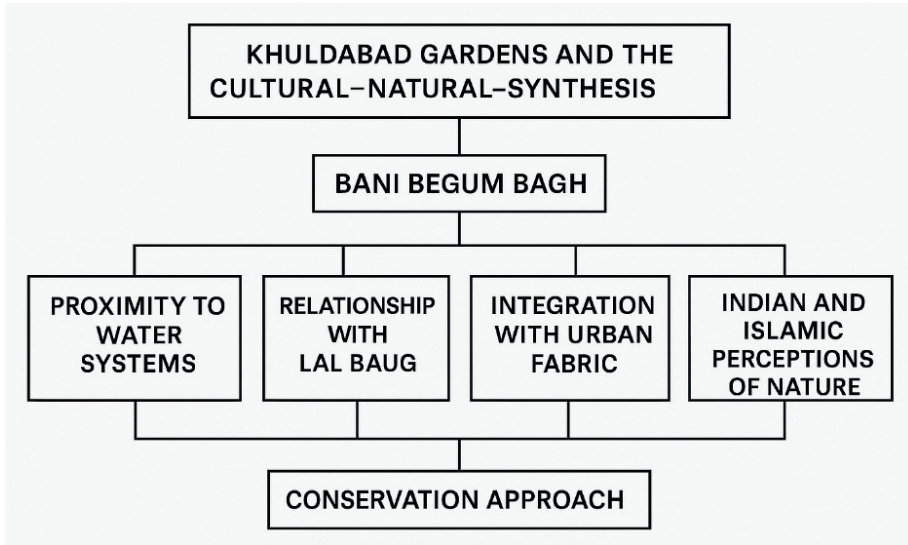 KHULDABAD GARDENS AND THE
CULTURAL–NATURAL–SYNTHESIS
BANI BEGUM BAGH
PROXIMITY TO
WATER
SYSTEMS
RELATIONSHIP
WITH
LAL BAUG
INTEGRATION
WITH URBAN
FABRIC
INDIAN AND
ISLAMIC
PERCEPTIONS
OF NATURE
CONSERVATION APPROACH